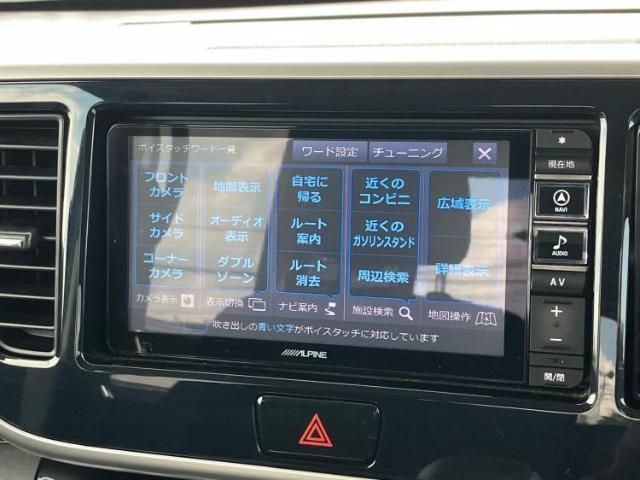 ボイスタッチワード一覧
ワード設定
チューニング
フロント
カメラ
サイド
カメラ
コーナー
カメラ
カメラ表示
地図表示
オーディオ
表示
ダブル
ゾーン
表示切換
自宅に
帰る
ルート
案内
ルート
消去
ナビ案内
近くの
コンビニ
近くの
ガソリンスタンド
周辺検索
施設検索
広域表示
詳細表示
地図操作
吹き出しの青い文字がボイスタッチに対応しています
ALPINE
現在地
NAVI
AUDIO
AV
+
−
開/閉